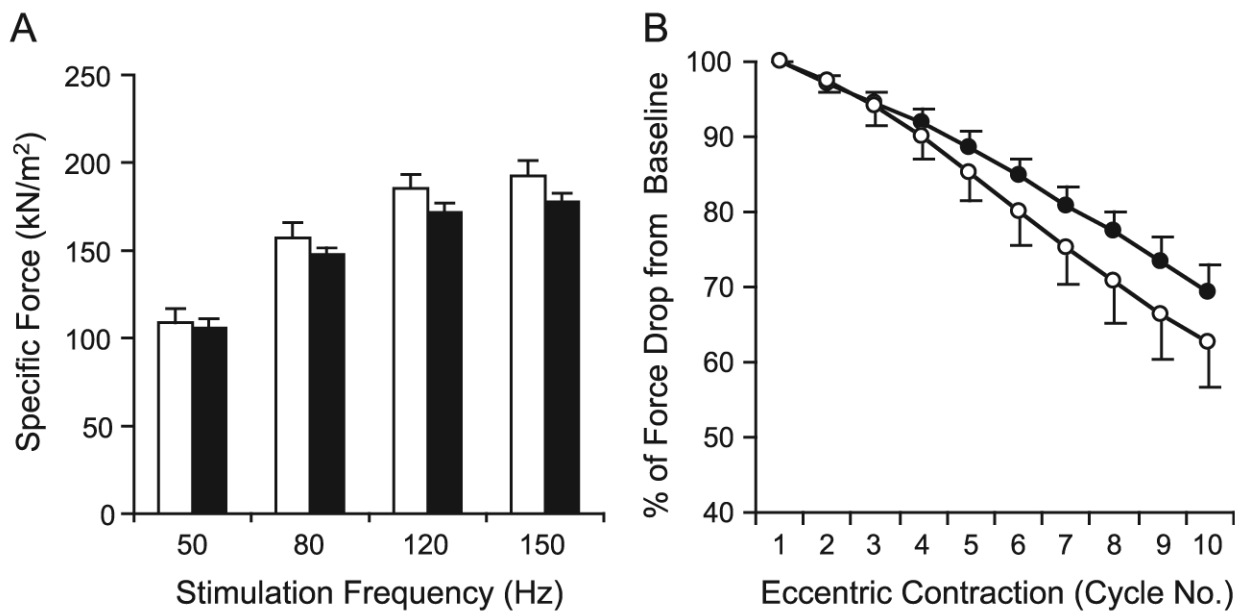 A
Specific Force (kN/m²)
250
200
150
100
50
0
50 80 120 150
Stimulation Frequency (Hz)
B
% of Force Drop from Baseline
100
90
80
70
60
50
40
1 2 3 4 5 6 7 8 9 10
Eccentric Contraction (Cycle No.)